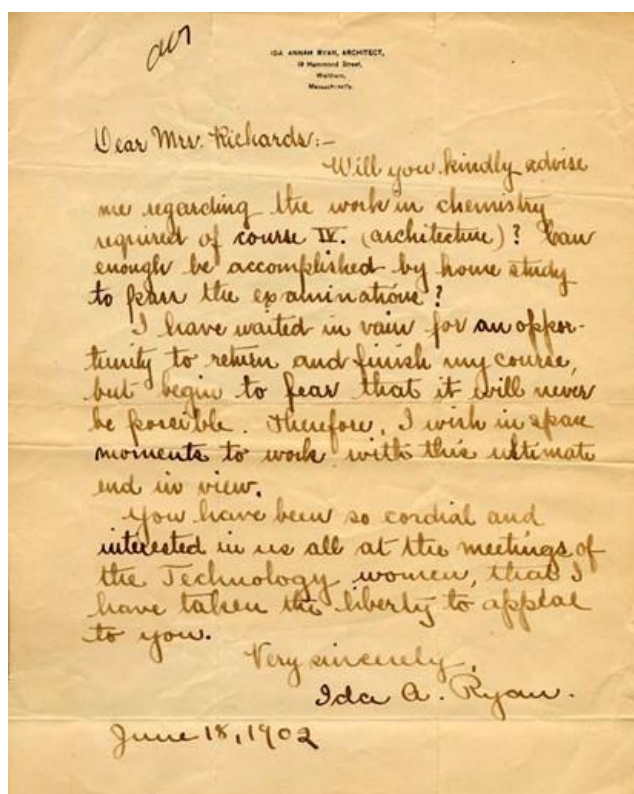 IDA ANNAH RYAN, ARCHITECT,
19 Hammond Street,
Waltham,
Massachusetts.
Dear Mrs. Richards:-
Will you kindly advise
me regarding the work in chemistry
required of course IV. (architecture)? Can
enough be accomplished by home study
to pass the examinations?
I have waited in vain for an oppor-
tunity to return and finish my course,
but begin to fear that it will never
be possible. Therefore, I wish in spare
moments to work with this ultimate
end in view.
You have been so cordial and
interested in us all at the meetings of
the Technology women, that I
have taken the liberty to appeal
to you.
Very sincerely,
Ida A. Ryan.
June 18, 1902